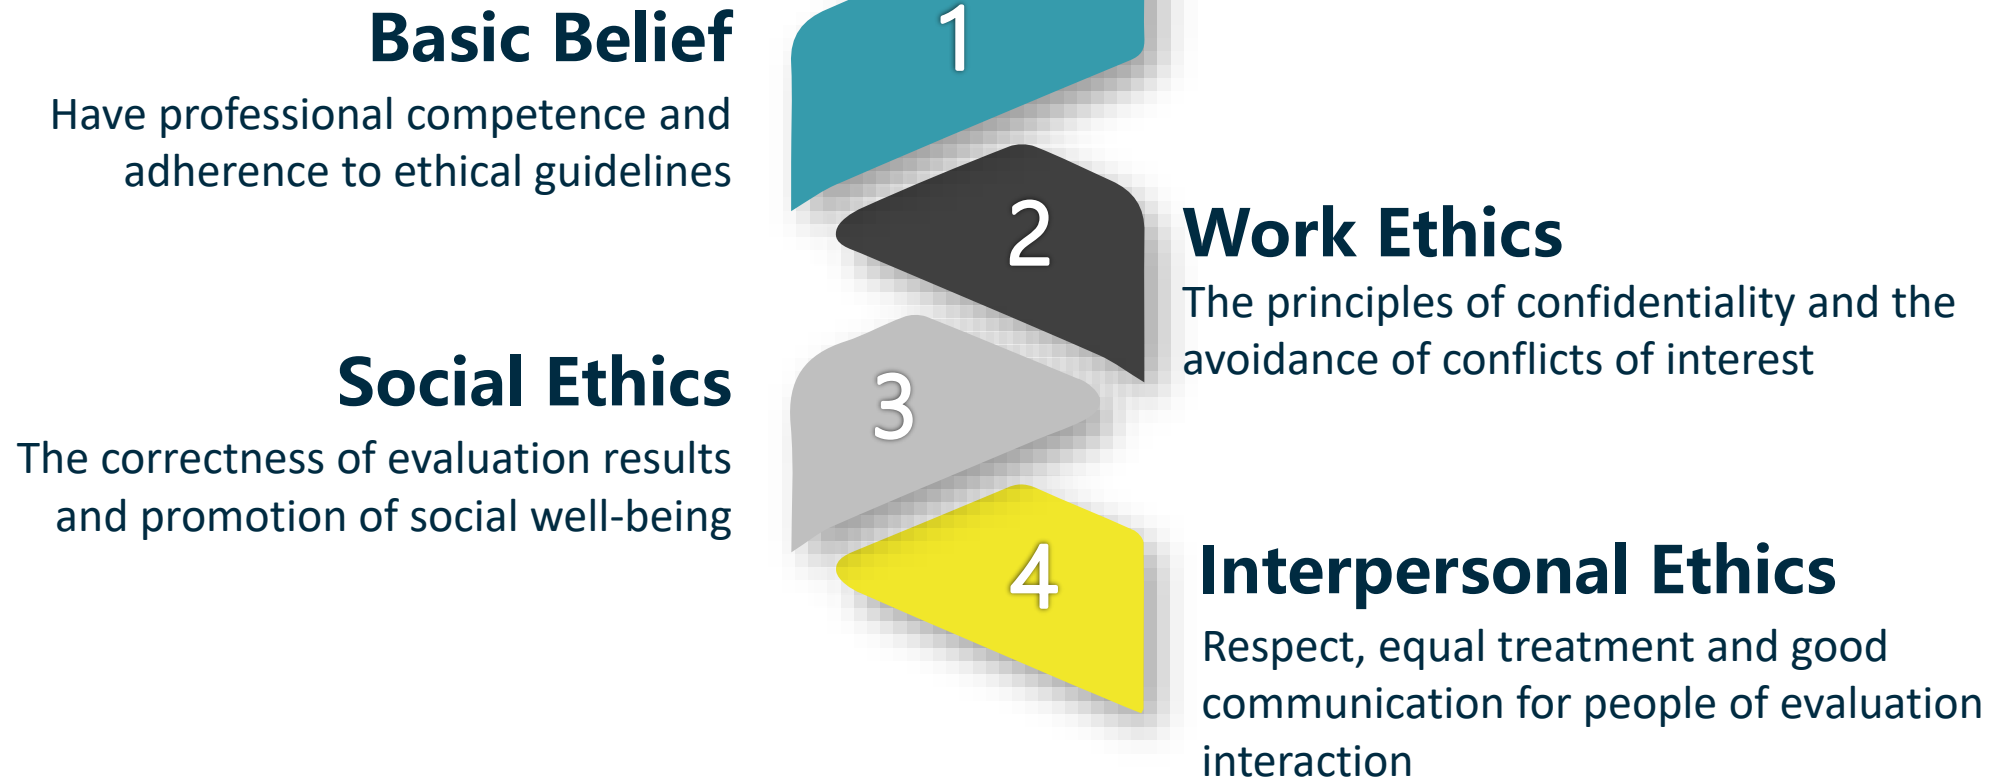 Basic Belief
Have professional competence and
adherence to ethical guidelines
1
2
Work Ethics
The principles of confidentiality and the
avoidance of conflicts of interest
Social Ethics
The correctness of evaluation results
and promotion of social well-being
3
4
Interpersonal Ethics
Respect, equal treatment and good
communication for people of evaluation
interaction